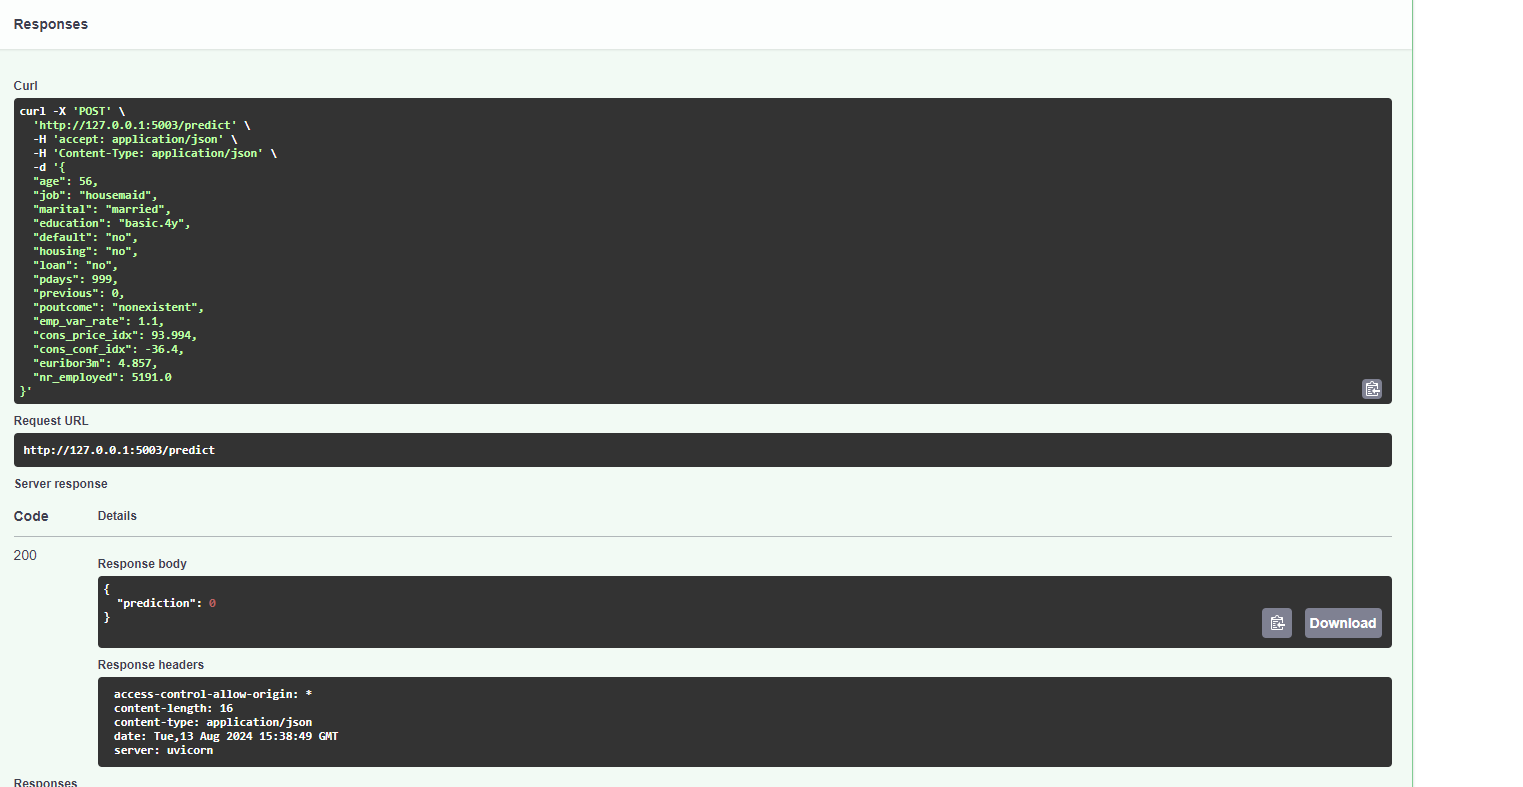 Responses
Curl
curl -X 'POST' \
  'http://127.0.0.1:5003/predict' \
  -H 'accept: application/json' \
  -H 'Content-Type: application/json' \
  -d '{
  "age": 56,
  "job": "housemaid",
  "marital": "married",
  "education": "basic.4y",
  "default": "no",
  "housing": "no",
  "loan": "no",
  "pdays": 999,
  "previous": 0,
  "poutcome": "nonexistent",
  "emp_var_rate": 1.1,
  "cons_price_idx": 93.994,
  "cons_conf_idx": -36.4,
  "euribor3m": 4.857,
  "nr_employed": 5191.0
}'
Request URL
http://127.0.0.1:5003/predict
Server response
Code Details
200
Response body
{
  "prediction": 0
}
Download
Response headers
access-control-allow-origin: *
content-length: 16
content-type: application/json
date: Tue,13 Aug 2024 15:38:49 GMT
server: uvicorn
Responses